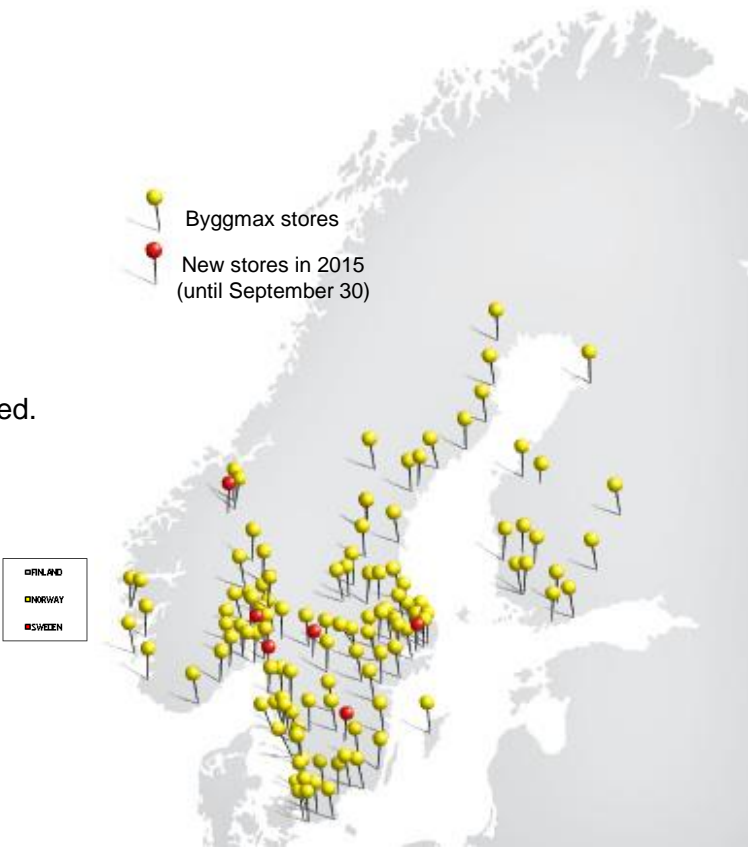 Byggmax stores
New stores in 2015
(until September 30)
ed.
FINLAND
NORWAY
SWEDEN